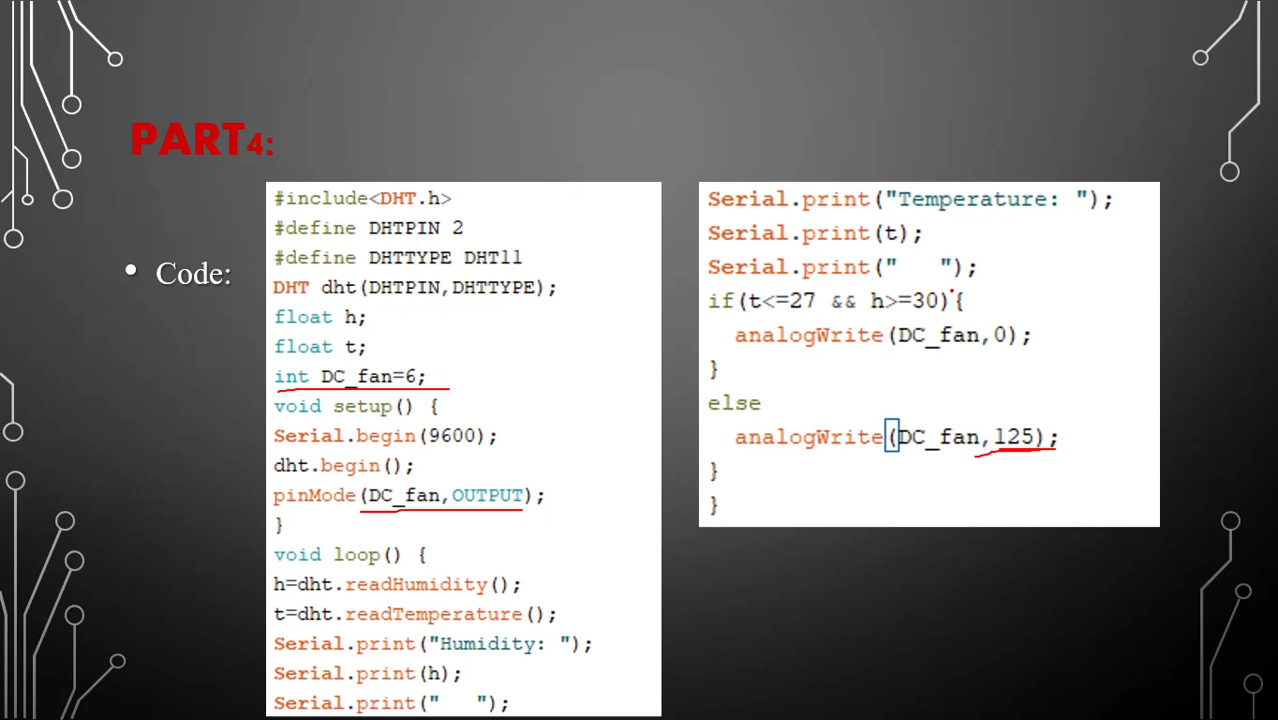 PART4:
• Code:
#include<DHT.h>
#define DHTPIN 2
#define DHTTYPE DHT11
DHT dht(DHTPIN,DHTTYPE);
float h;
float t;
int DC_fan=6;
void setup() {
Serial.begin(9600);
dht.begin();
pinMode(DC_fan,OUTPUT);
}
void loop() {
h=dht.readHumidity();
t=dht.readTemperature();
Serial.print("Humidity: ");
Serial.print(h);
Serial.print("   ");
Serial.print("Temperature: ");
Serial.print(t);
Serial.print("   ");
if(t<=27 && h>=30){
  analogWrite(DC_fan,0);
}
else
  analogWrite(DC_fan,125);
}
}